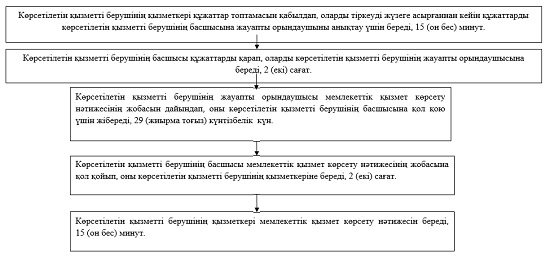 Көрсетілетін қызметті берушінің қызметкері құжаттар топтамасын қабылдап, оларды тіркеуді жүзеге асырғаннан кейін құжаттарды
көрсетілетін қызметті берушінің басшысына жауапты орындаушыны анықтау үшін береді, 15 (он бес) минут.
Көрсетілетін қызметті берушінің басшысы құжаттарды қарап, оларды көрсетілетін қызметті берушінің жауапты орындаушысына
береді, 2 (екі) сағат.
Көрсетілетін қызметті берушінің жауапты орындаушысы мемлекеттік қызмет көрсету
нәтижесінің жобасын дайындап, оны көрсетілетін қызметті берушінің басшысына қол қою
үшін жібереді, 29 (жиырма тоғыз) күнтізбелік күн.
Көрсетілетін қызметті берушінің басшысы мемлекеттік қызмет көрсету нәтижесінің жобасына
қол қойып, оны көрсетілетін қызметті берушінің қызметкеріне береді, 2 (екі) сағат.
Көрсетілетін қызметті берушінің қызметкері мемлекеттік қызмет көрсету нәтижесін береді,
15 (он бес) минут.